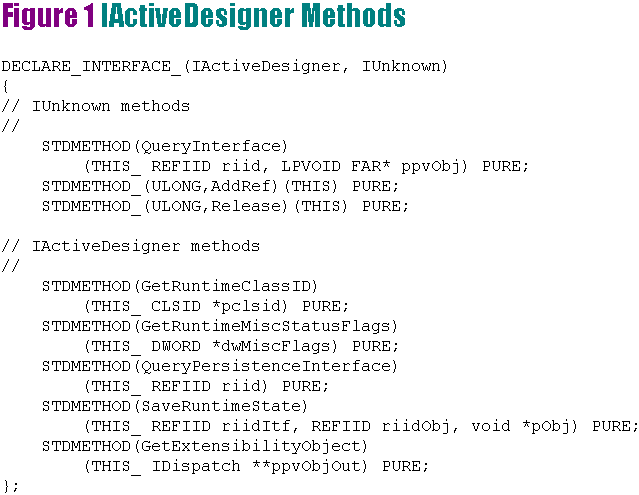 Figure 1 IActiveDesigner Methods
DECLARE_INTERFACE_(IActiveDesigner, IUnknown)
{
// IUnknown methods
//
STDMETHOD(QueryInterface)
(THIS_ REFIID riid, LPVOID FAR* ppvObj) PURE;
STDMETHOD_(ULONG,AddRef)(THIS) PURE;
STDMETHOD_(ULONG,Release)(THIS) PURE;
// IActiveDesigner methods
//
STDMETHOD(GetRuntimeClassID)
(THIS_ CLSID *pclsid) PURE;
STDMETHOD(GetRuntimeMiscStatusFlags)
(THIS_ DWORD *dwMiscFlags) PURE;
STDMETHOD(QueryPersistenceInterface)
(THIS_ REFIID riid) PURE;
STDMETHOD(SaveRuntimeState)
(THIS_ REFIID riidItf, REFIID riidObj, void *pObj) PURE;
STDMETHOD(GetExtensibilityObject)
(THIS_ IDispatch **ppvObjOut) PURE;
};